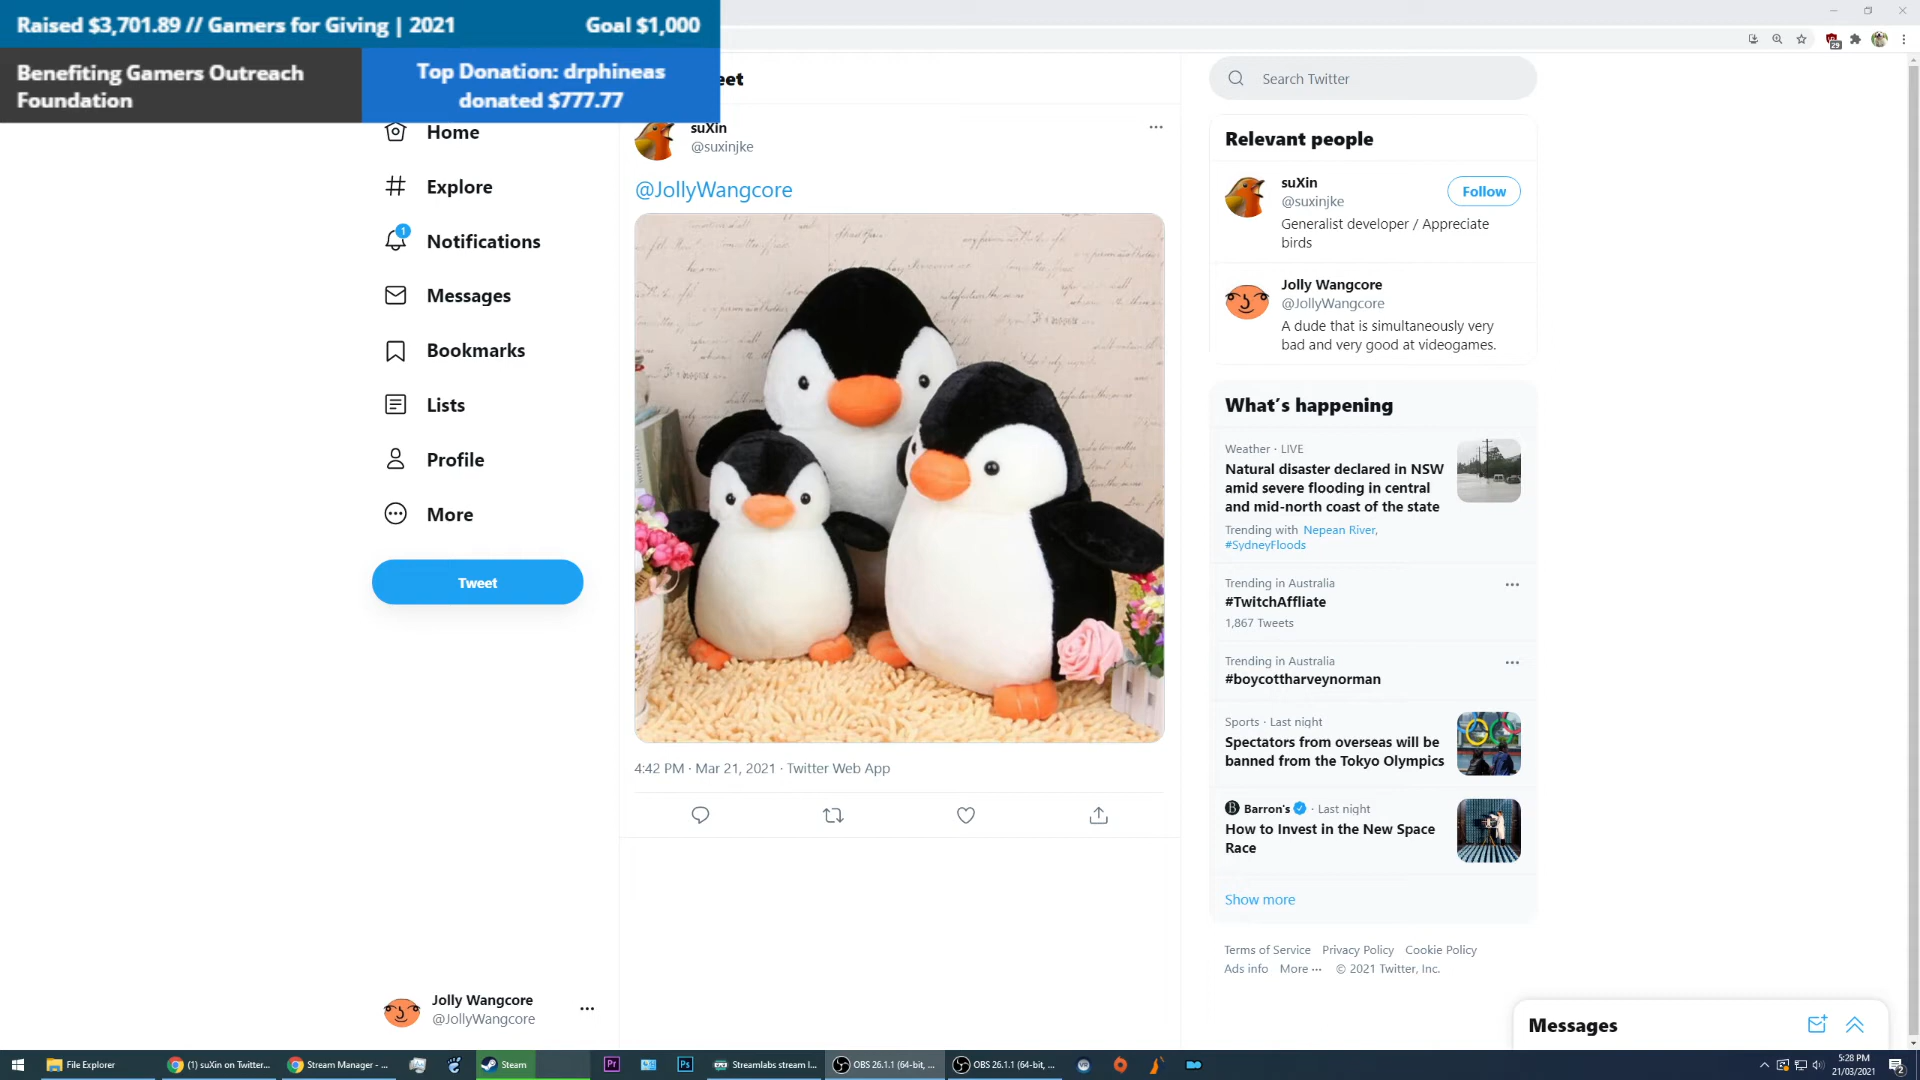 Raised $3,701.89 // Gamers for Giving | 2021
Goal $1,000
Benefiting Gamers Outreach
Foundation
Top Donation: drphineas
donated $777.77
eet
Search Twitter
29
Home
Explore
1
Notifications
Messages
Bookmarks
Lists
Profile
More
Tweet
Jolly Wangcore
@JollyWangcore
suXin
@suxinjke
@JollyWangcore
4:42 PM · Mar 21, 2021 · Twitter Web App
Relevant people
suXin
@suxinjke
Follow
Generalist developer / Appreciate
birds
Jolly Wangcore
@JollyWangcore
A dude that is simultaneously very
bad and very good at videogames.
What's happening
Weather · LIVE
Natural disaster declared in NSW
amid severe flooding in central
and mid-north coast of the state
Trending with Nepean River,
#SydneyFloods
Trending in Australia
#TwitchAffliate
1,867 Tweets
Trending in Australia
#boycottharveynorman
Sports · Last night
Spectators from overseas will be
banned from the Tokyo Olympics
Barron's · Last night
How to Invest in the New Space
Race
Show more
Terms of Service Privacy Policy Cookie Policy
Ads info More ··· © 2021 Twitter, Inc.
Messages
File Explorer
(1) suXin on Twitter...
Stream Manager - ...
Steam
Pr
Ps
Streamlabs stream l...
OBS 26.1.1 (64-bit, ...
OBS 26.1.1 (64-bit, ...
5:28 PM
21/03/2021
2